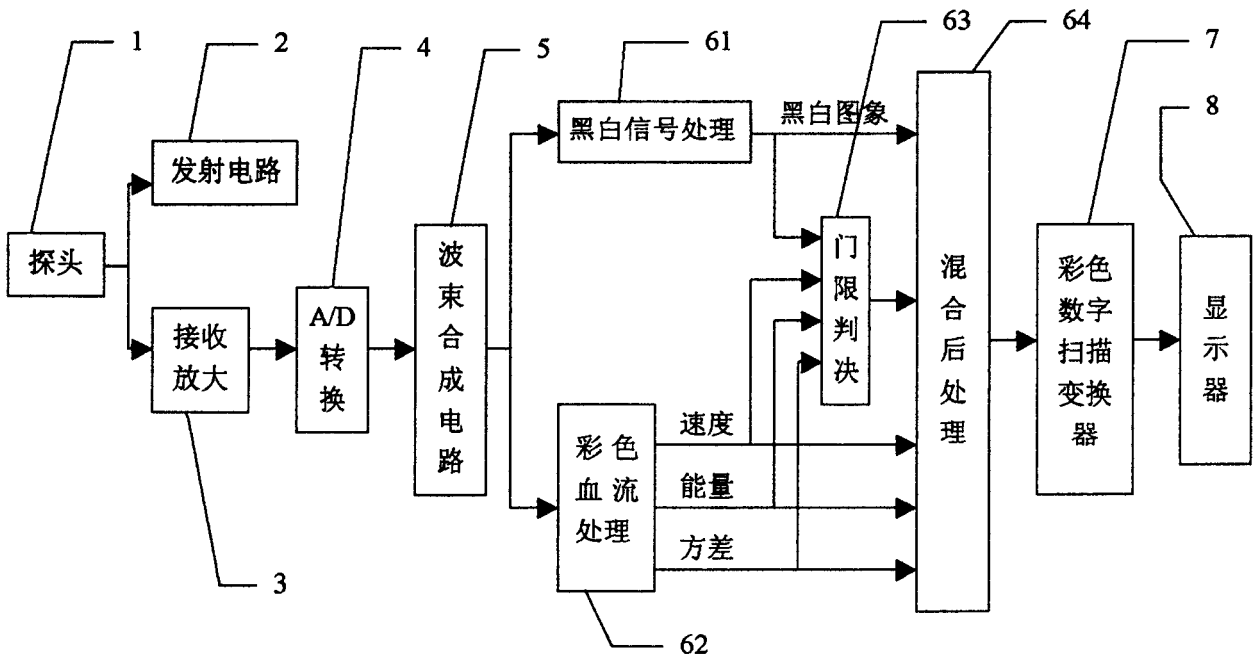 1
2
4
5
61
63
64
7
8
探头
发射电路
接收
放大
3
A/D
转
换
波
束
合
成
电
路
黑白信号处理
黑白图象
彩 色
血 流
处理
62
速度
能量
方差
门
限
判
决
混
合
后
处
理
彩色
数字
扫描
变换
器
显
示
器